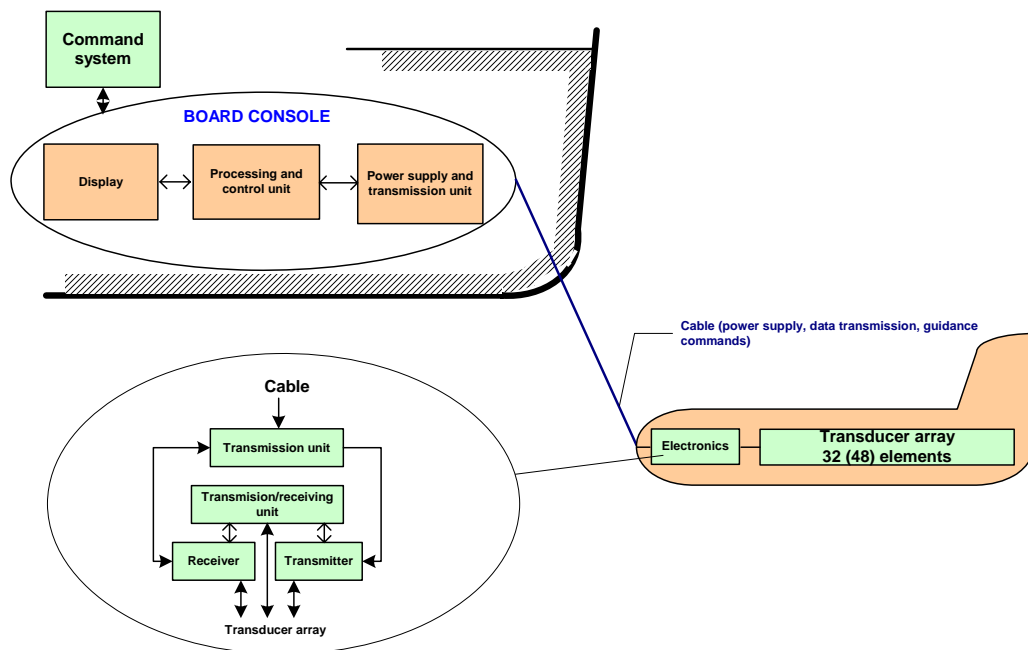 Command
system
BOARD CONSOLE
Display
Processing and
control unit
Power supply and
transmission unit
Cable (power supply, data transmission, guidance
commands)
Electronics
Transducer array
32 (48) elements
Cable
Transmission unit
Transmision/receiving
unit
Receiver
Transmitter
Transducer array